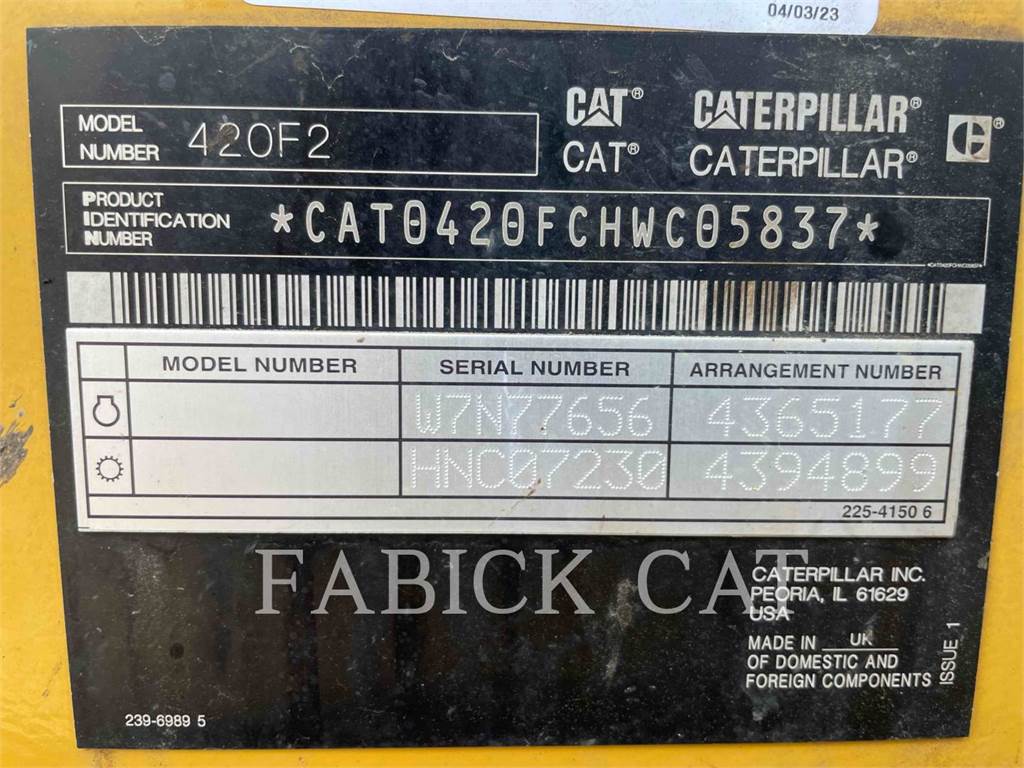 04/03/23
MODEL NUMBER 420F2
CAT® CATERPILLAR®
CAT® CATERPILLAR®
PRODUCT IDENTIFICATION NUMBER *CAT0420FCHWC05837*
MODEL NUMBER SERIAL NUMBER ARRANGEMENT NUMBER
W7N77656 4365177
HNC07230 4394899
225-4150 6
FABICK CAT
CATERPILLAR INC.
PEORIA, IL 61629
USA
MADE IN UK
OF DOMESTIC AND
FOREIGN COMPONENTS
ISSUE 1
239-6989 5